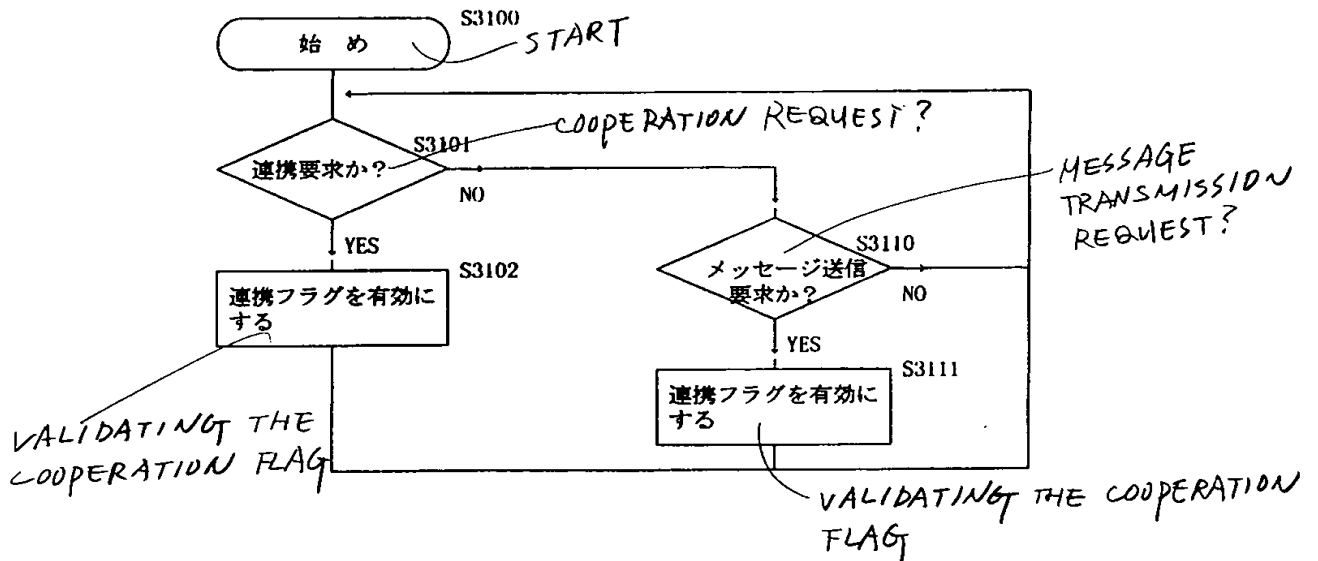 S3100
始 め
START
COOPERATION REQUEST?
S3101
連携要求か?
NO
MESSAGE
TRANSMISSION
REQUEST?
YES
S3110
メッセージ送信
要求か?
NO
S3102
連携フラグを有効に
する
YES
S3111
連携フラグを有効に
する
VALIDATING THE
COOPERATION FLAG
VALIDATING THE COOPERATION
FLAG